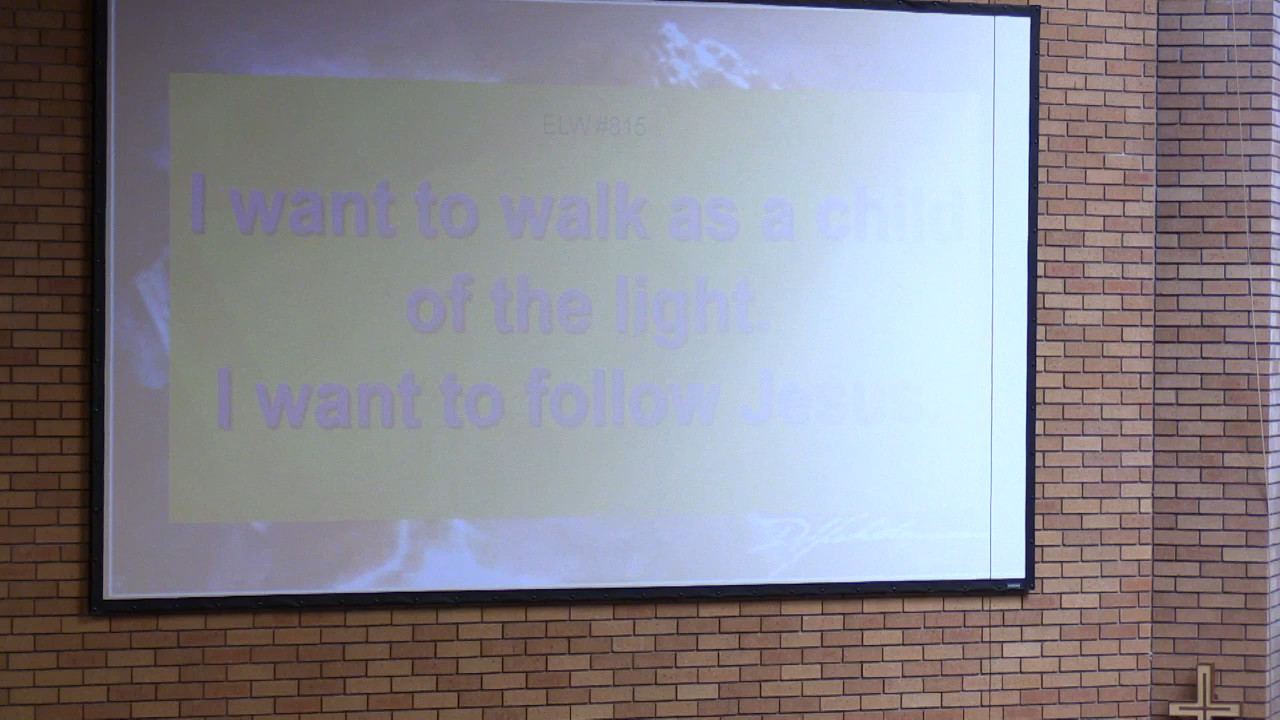 ELW #815
I want to walk as a child
of the light.
I want to follow Jesus.